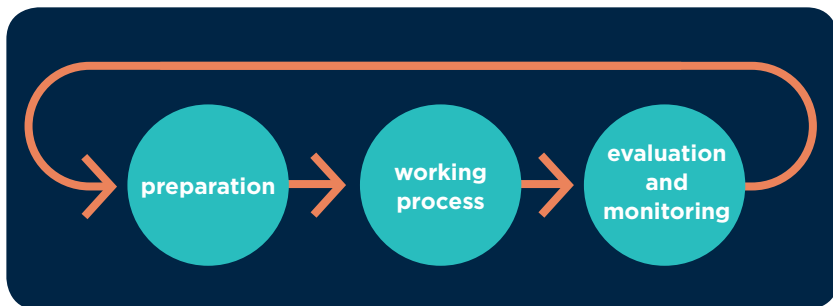 preparation
working
process
evaluation
and
monitoring